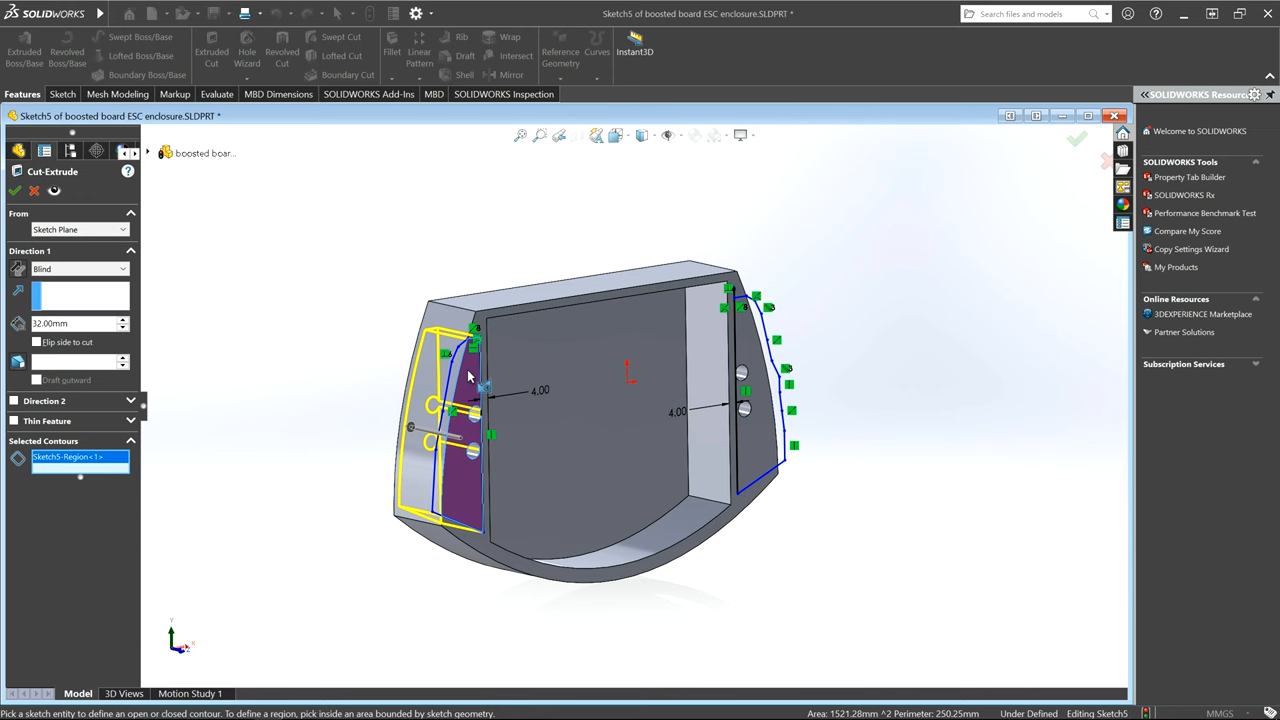 SOLIDWORKS
Sketch5 of boosted board ESC enclosure.SLDPRT *
Search files and models
Extruded Boss/Base
Revolved Boss/Base
Swept Boss/Base
Lofted Boss/Base
Boundary Boss/Base
Extruded Cut
Hole Wizard
Revolved Cut
Swept Cut
Lofted Cut
Boundary Cut
Fillet
Linear Pattern
Rib
Draft
Shell
Wrap
Intersect
Mirror
Reference Geometry
Curves
Instant3D
Features
Sketch
Mesh Modeling
Markup
Evaluate
MBD Dimensions
SOLIDWORKS Add-Ins
MBD
SOLIDWORKS Inspection
Sketch5 of boosted board ESC enclosure.SLDPRT *
boosted boar...
Cut-Extrude
From
Sketch Plane
Direction 1
Blind
32.00mm
Flip side to cut
Draft outward
Direction 2
Thin Feature
Selected Contours
Sketch5-Region<1>
4.00
4.00
SOLIDWORKS Resourc...
Welcome to SOLIDWORKS
SOLIDWORKS Tools
Property Tab Builder
SOLIDWORKS Rx
Performance Benchmark Test
Compare My Score
Copy Settings Wizard
My Products
Online Resources
3DEXPERIENCE Marketplace
Partner Solutions
Subscription Services
Model
3D Views
Motion Study 1
Pick a sketch entity to define an open or closed contour. To define a region, pick inside an area bounded by sketch geometry.
Area: 1521.28mm ^2 Perimeter: 250.25mm
Under Defined
Editing Sketch5
MMGS